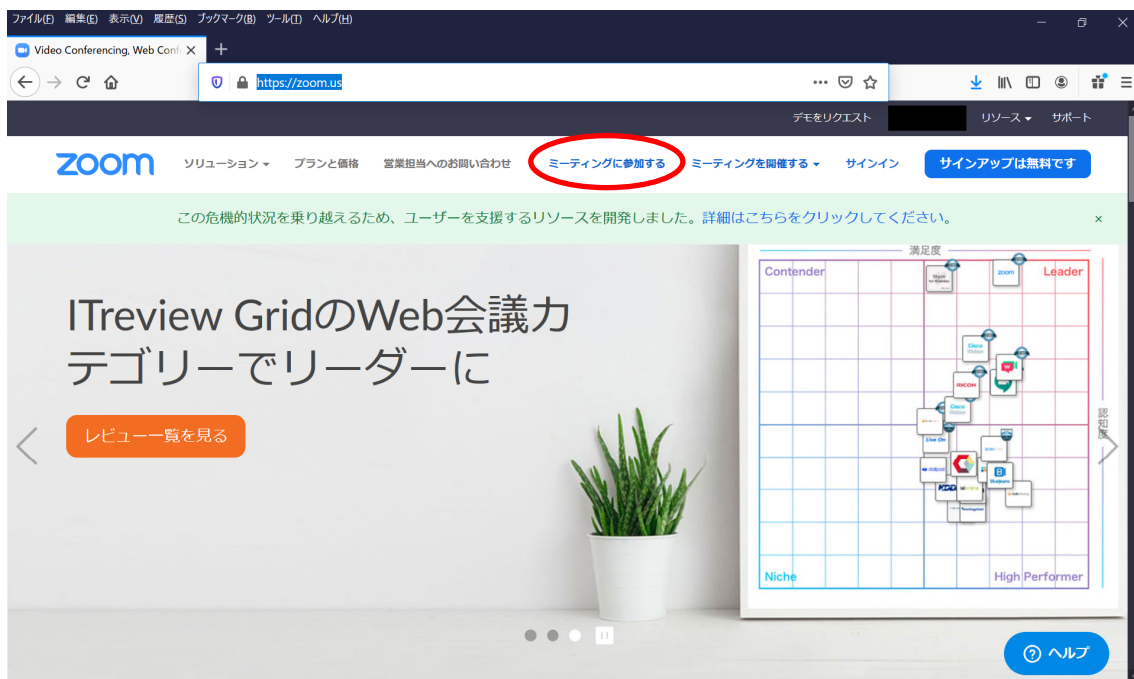 ファイル(F) 編集(E) 表示(V) 履歴(S) ブックマーク(B) ツール(T) ヘルプ(H)
Video Conferencing, Web Conf
https://zoom.us
デモをリクエスト リソース サポート
zoom ソリューション プランと価格 営業担当へのお問い合わせ ミーティングに参加する ミーティングを開催する サインイン サインアップは無料です
この危機的状況を乗り越えるため、ユーザーを支援するリソースを開発しました。詳細はこちらをクリックしてください。 ×
満足度
Contender Leader
zoom
ITreview GridのWeb会議カ
テゴリーでリーダーに
Cisco
RICOH
Cisco
レビュー一覧を見る
認知度
Live On
BlueJeans
Niche High Performer
ヘルプ